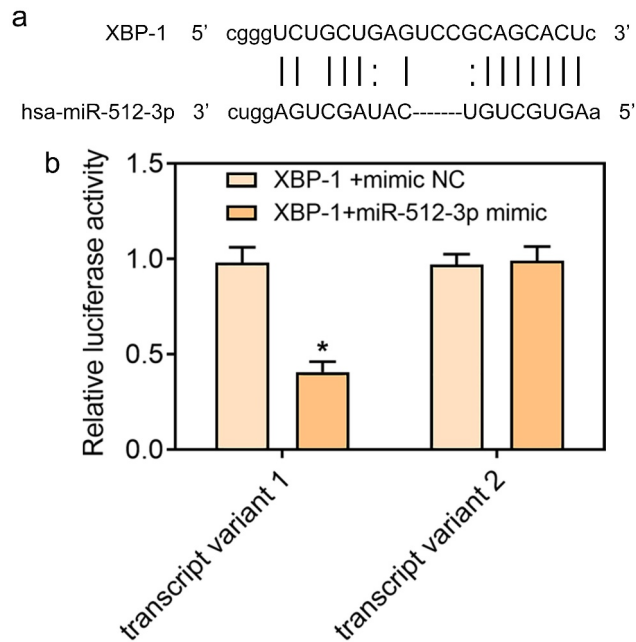 a
XBP-1 5' cgggUCUGCUGAGUCCGCAGCACUc 3'
hsa-miR-512-3p 3' cuggAGUCGAUAC-------UGUCGUGAa 5'
b
Relative luciferase activity
1.5
1.0
0.5
0.0
XBP-1 +mimic NC
XBP-1+miR-512-3p mimic
*
transcript variant 1
transcript variant 2